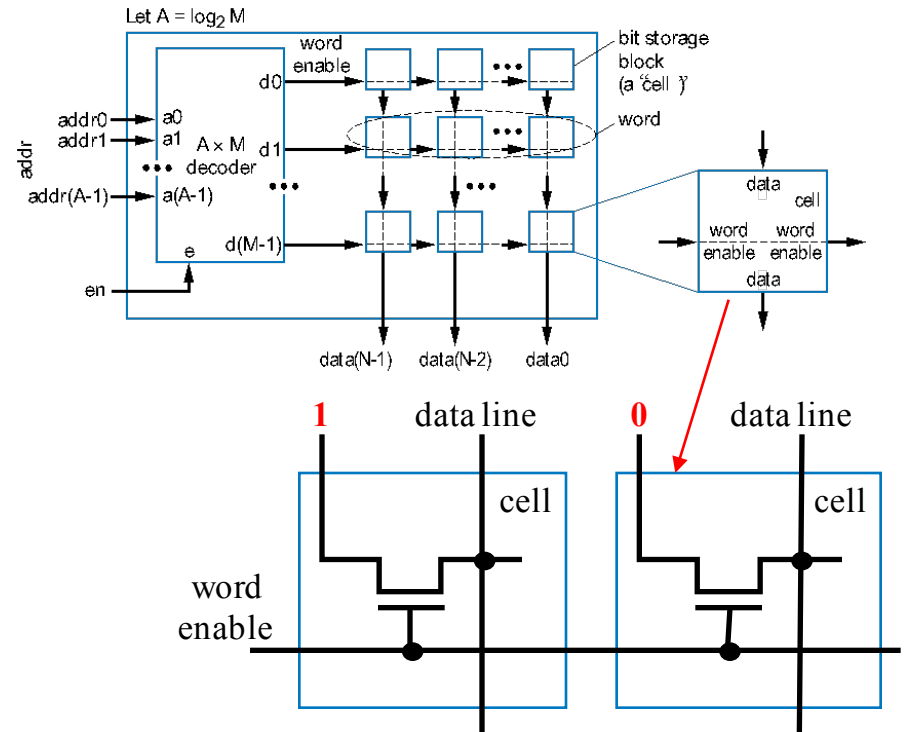 Let A = log2 M
word
enable
d0
bit storage
block
(a “cell”)
word
addr
addr0
addr1
addr(A-1)
a0
a1
A × M
decoder
a(A-1)
d1
d(M-1)
e
en
data
cell
word
enable
word
enable
data
data(N-1)
data(N-2)
data0
1
data line
0
data line
cell
cell
word
enable